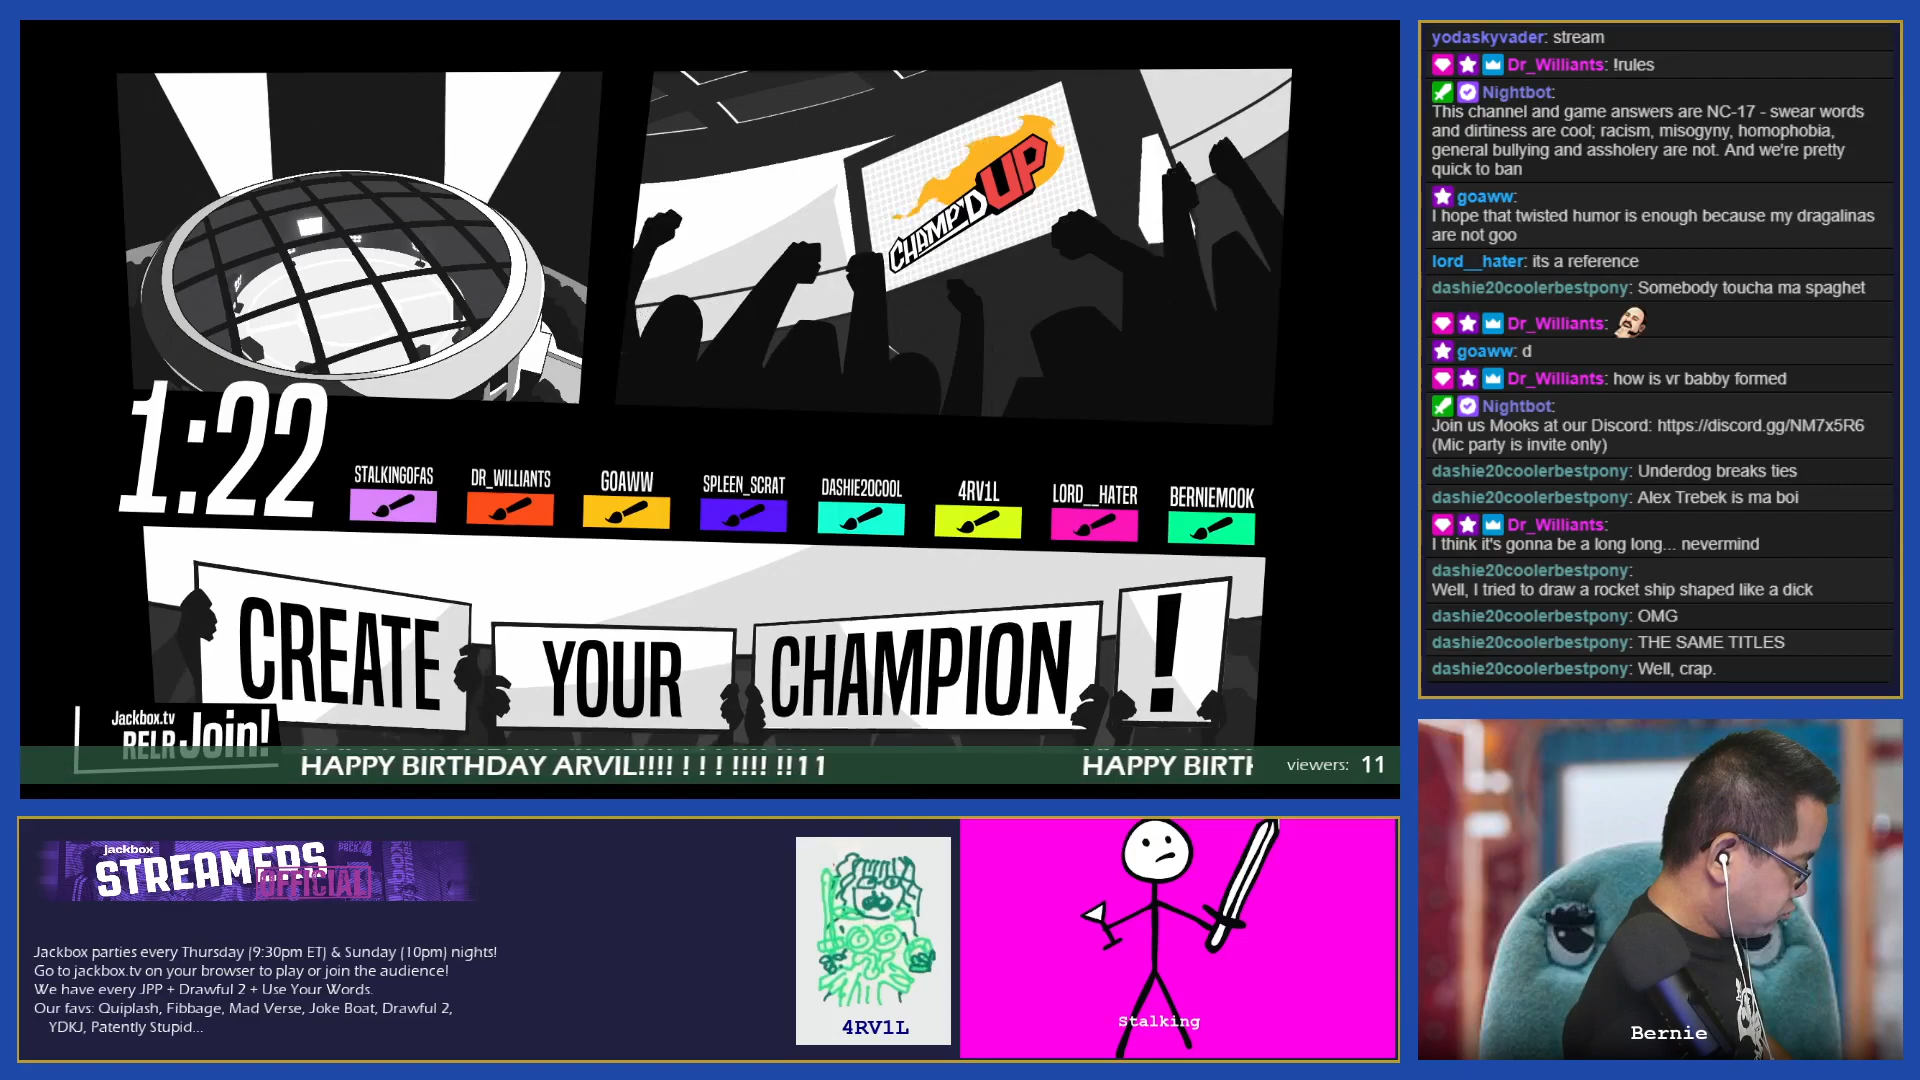 CHAMP'D UP
1:22
STALKINGOFAS
DR_WILLIANTS
GOAWW
SPLEEN_SCRAT
DASHIE20COOL
4RV1L
LORD__HATER
BERNIEMOOK
CREATE YOUR CHAMPION !
Jackbox.tv
RELR
Join!
HAPPY BIRTHDAY ARVIL!!!! ! ! ! !!!! !!11
HAPPY
viewers: 11
jackbox
STREAMERS
OFFICIAL
Jackbox parties every Thursday (9:30pm ET) & Sunday (10pm) nights!
Go to jackbox.tv on your browser to play or join the audience!
We have every JPP + Drawful 2 + Use Your Words.
Our favs: Quiplash, Fibbage, Mad Verse, Joke Boat, Drawful 2,
YDKJ, Patently Stupid...
4RV1L
Stalking
yodaskyvader: stream
Dr_Williants: !rules
Nightbot:
This channel and game answers are NC-17 - swear words
and dirtiness are cool; racism, misogyny, homophobia,
general bullying and assholery are not. And we're pretty
quick to ban
goaww:
I hope that twisted humor is enough because my dragalinas
are not goo
lord__hater: its a reference
dashie20coolerbestpony: Somebody toucha ma spaghet
Dr_Williants:
goaww: d
Dr_Williants: how is vr babby formed
Nightbot:
Join us Mooks at our Discord: https://discord.gg/NM7x5R6
(Mic party is invite only)
dashie20coolerbestpony: Underdog breaks ties
dashie20coolerbestpony: Alex Trebek is ma boi
Dr_Williants:
I think it's gonna be a long long... nevermind
dashie20coolerbestpony:
Well, I tried to draw a rocket ship shaped like a dick
dashie20coolerbestpony: OMG
dashie20coolerbestpony: THE SAME TITLES
dashie20coolerbestpony: Well, crap.
Bernie